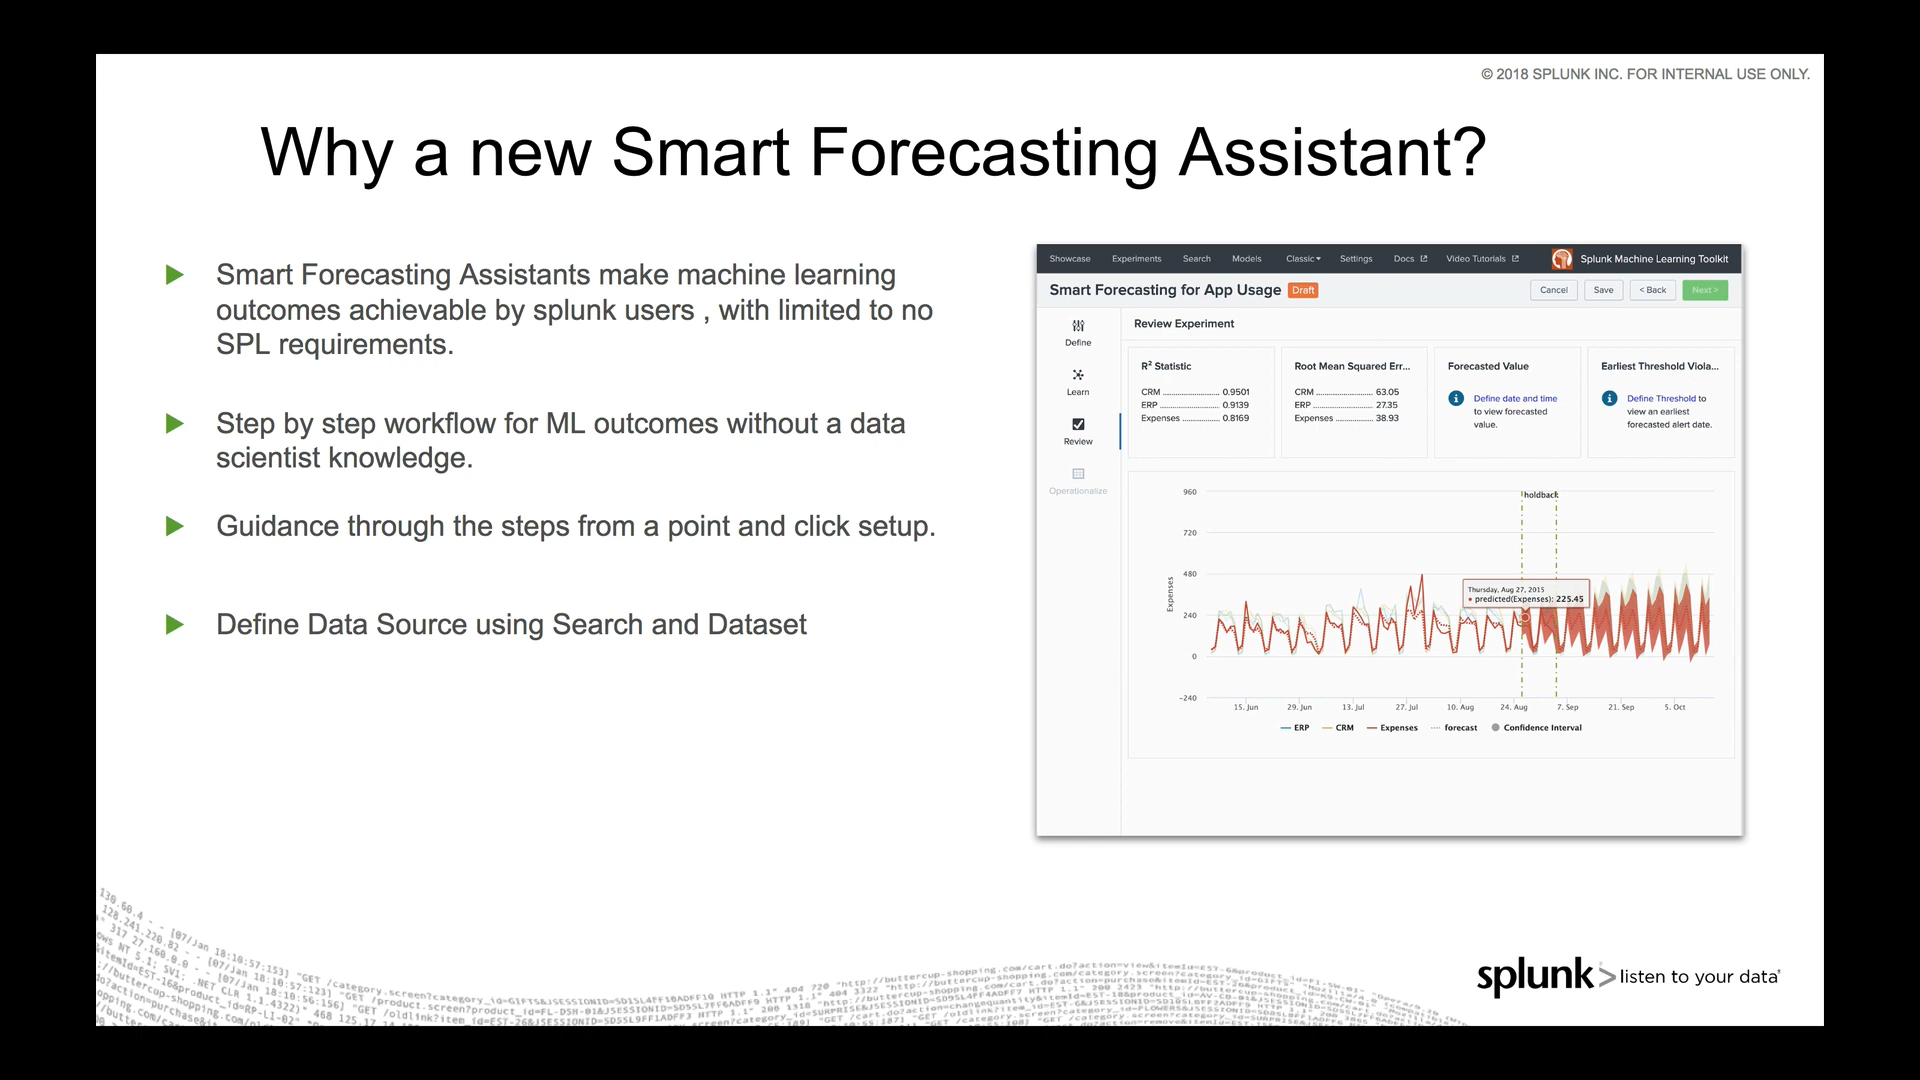 © 2018 SPLUNK INC. FOR INTERNAL USE ONLY.
Why a new Smart Forecasting Assistant?
Smart Forecasting Assistants make machine learning
outcomes achievable by splunk users , with limited to no
SPL requirements.
Step by step workflow for ML outcomes without a data
scientist knowledge.
Guidance through the steps from a point and click setup.
Define Data Source using Search and Dataset
Showcase Experiments Search Models Classic Settings Docs Video Tutorials Splunk Machine Learning Toolkit
Smart Forecasting for App Usage Draft Cancel Save < Back Next >
Define
Learn
Review
Operationalize
Review Experiment
R² Statistic
CRM .................... 0.9501
ERP .................... 0.9139
Expenses .................... 0.8169
Root Mean Squared Err...
CRM .................... 63.05
ERP .................... 27.35
Expenses .................... 38.93
Forecasted Value
Define date and time
to view forecasted
value.
Earliest Threshold Viola...
Define Threshold to
view an earliest
forecasted alert date.
960
720
480
240
0
-240
Expenses
holdback
Thursday, Aug 27, 2015
predicted(Expenses): 225.45
15. Jun 29. Jun 13. Jul 27. Jul 10. Aug 24. Aug 7. Sep 21. Sep 5. Oct
ERP CRM Expenses forecast Confidence Interval
splunk> listen to your data